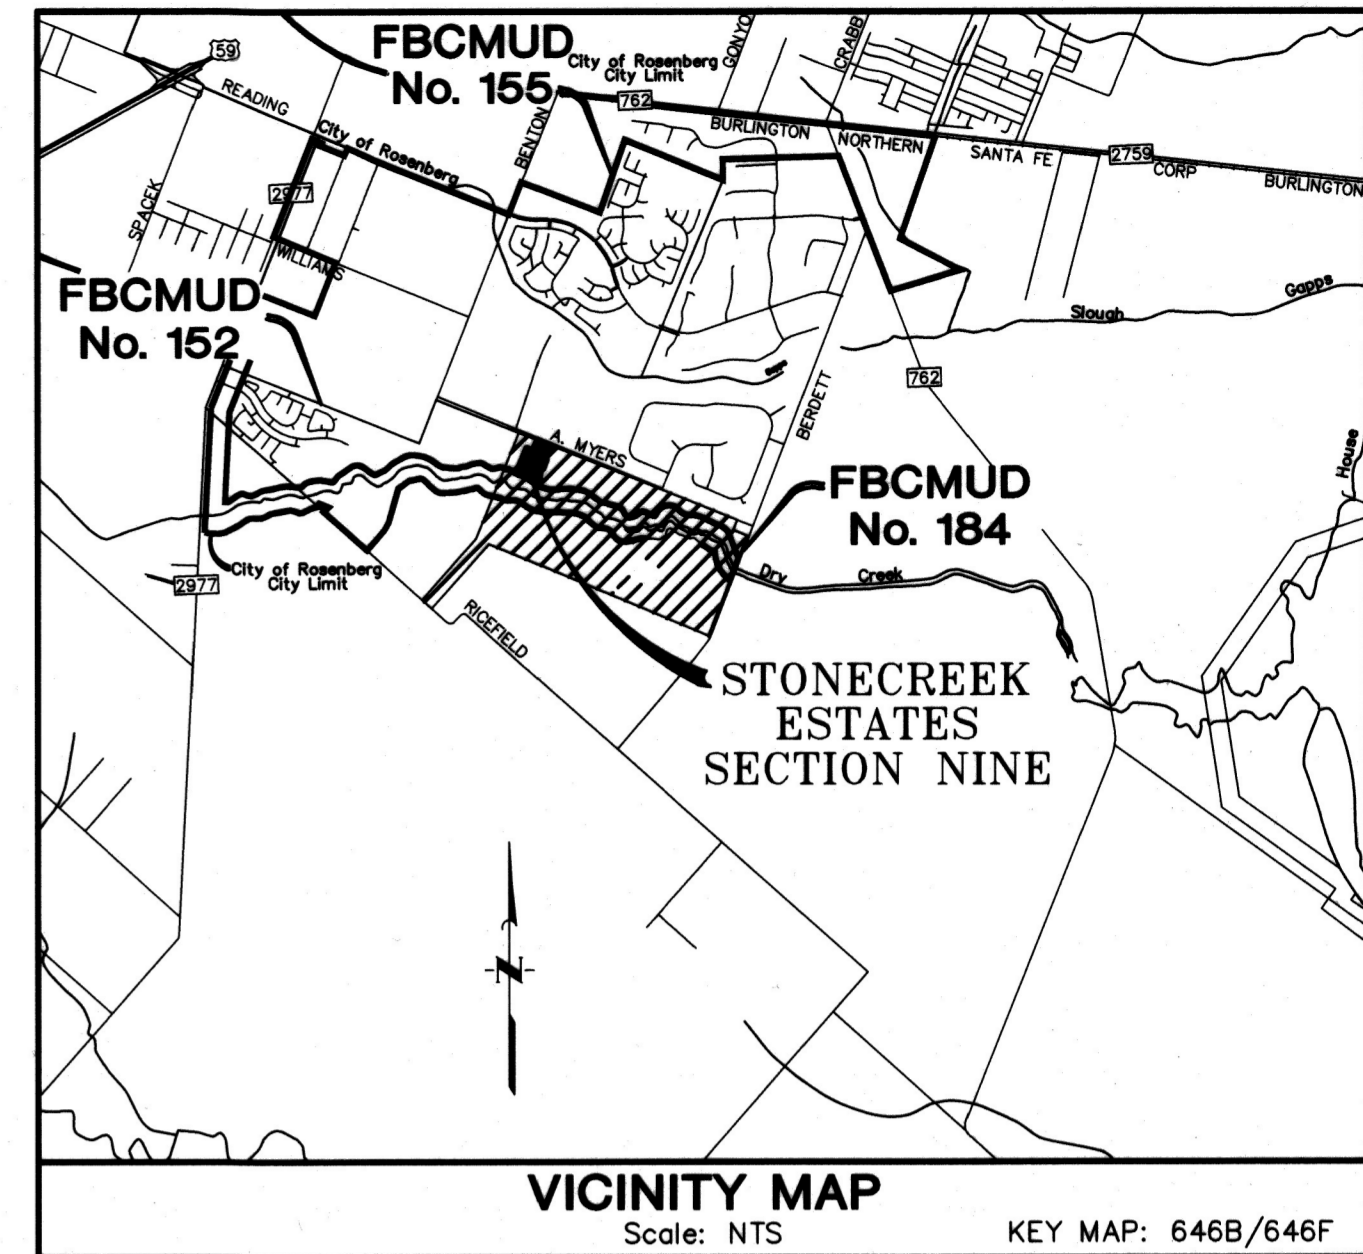 59
READING
FBCMUD
No. 155
City of Rosenberg
City Limit
GONYO
CRABB
762
BURLINGTON
NORTHERN
SANTA FE
2759
CORP
BURLINGTON
City of Rosenberg
BENTON
2977
SPACEK
WILLIAMS
FBCMUD
No. 152
Gapps
Slough
762
BERDETT
A. MYERS
House
FBCMUD
No. 184
City of Rosenberg
City Limit
2977
Dry
Creek
RICEFIELD
STONECREEK
ESTATES
SECTION NINE
N
VICINITY MAP
Scale: NTS
KEY MAP: 646B/646F